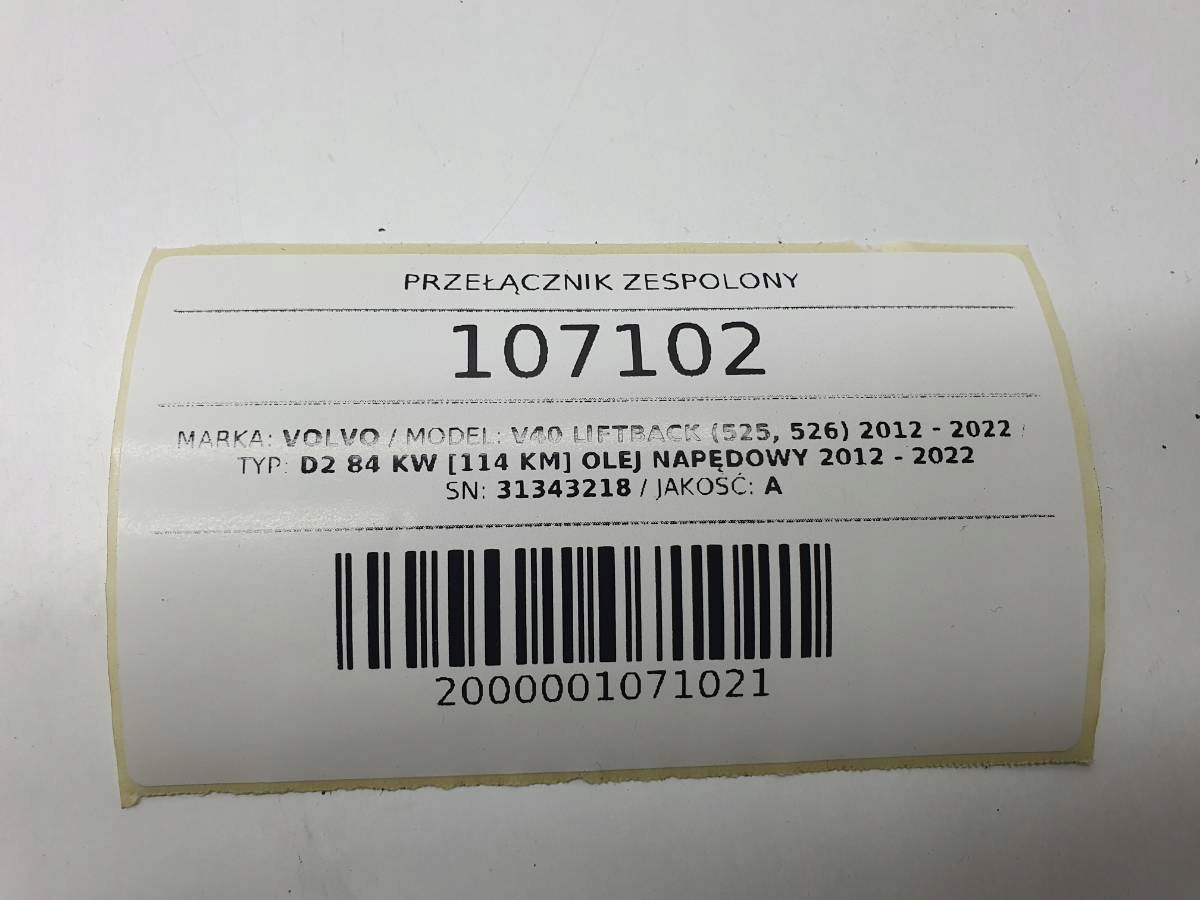 PRZEŁĄCZNIK ZESPOLONY
107102
MARKA: VOLVO / MODEL: V40 LIFTBACK (525, 526) 2012 - 2022 /
TYP: D2 84 KW [114 KM] OLEJ NAPĘDOWY 2012 - 2022
SN: 31343218 / JAKOŚĆ: A
2000001071021